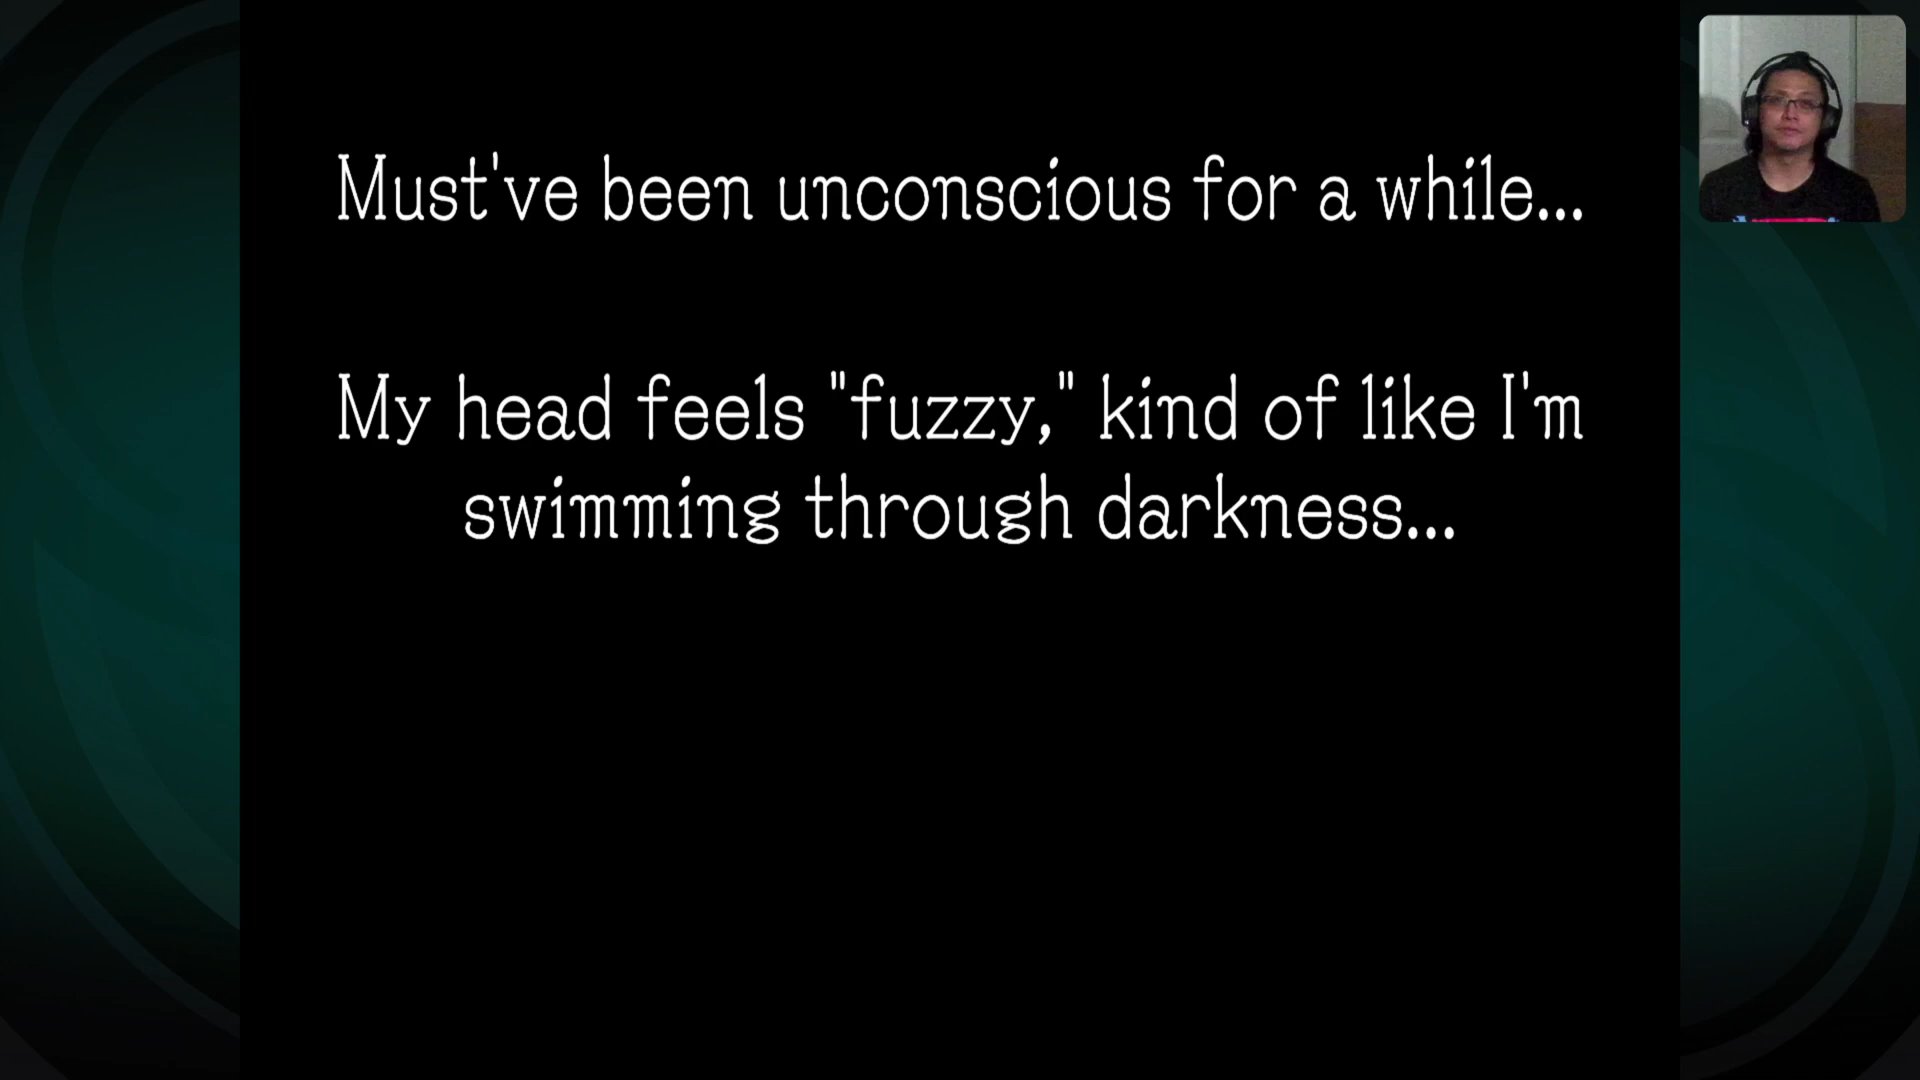 Must've been unconscious for a while...
My head feels "fuzzy," kind of like I'm
swimming through darkness...